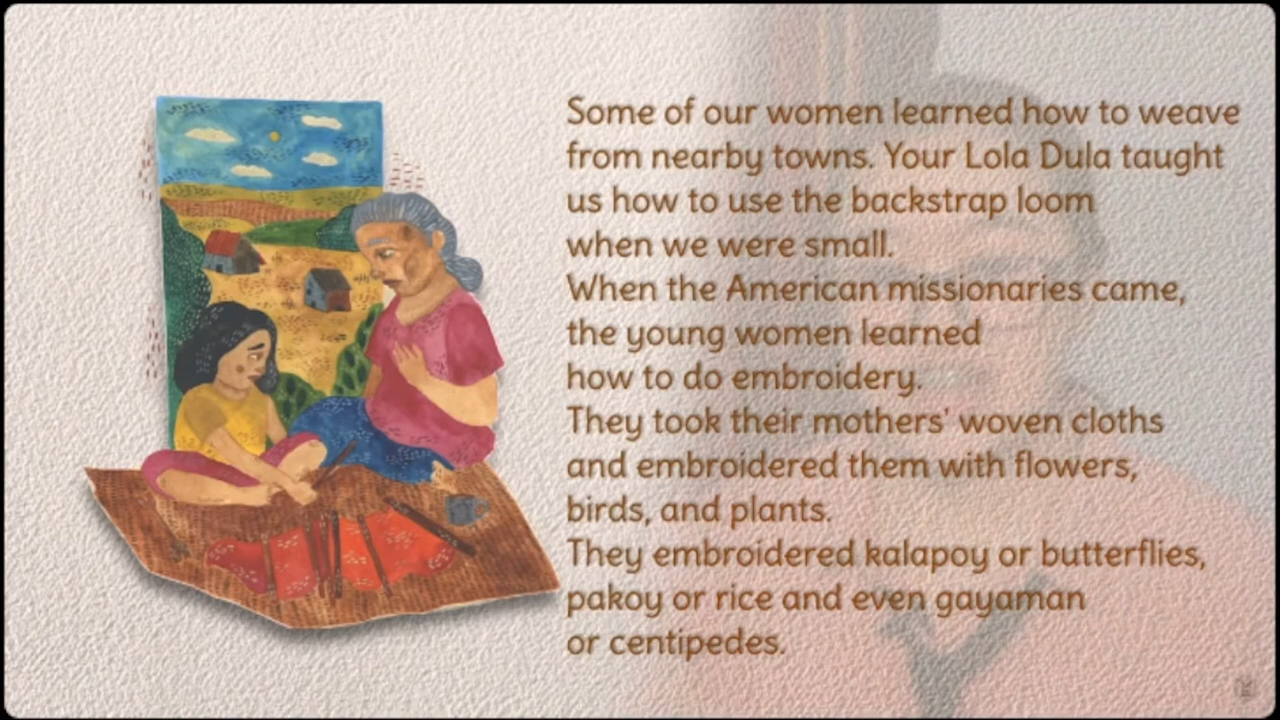 Some of our women learned how to weave
from nearby towns. Your Lola Dula taught
us how to use the backstrap loom
when we were small.
When the American missionaries came,
the young women learned
how to do embroidery.
They took their mothers' woven cloths
and embroidered them with flowers,
birds, and plants.
They embroidered kalapoy or butterflies,
pakoy or rice and even gayaman
or centipedes.